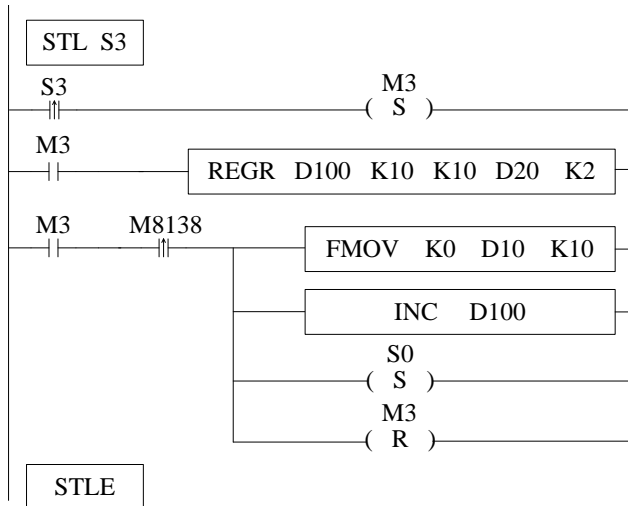 STL S3
S3
M3
( S )
M3
REGR D100 K10 K10 D20 K2
M3 M8138
FMOV K0 D10 K10
INC D100
S0
( S )
M3
( R )
STLE